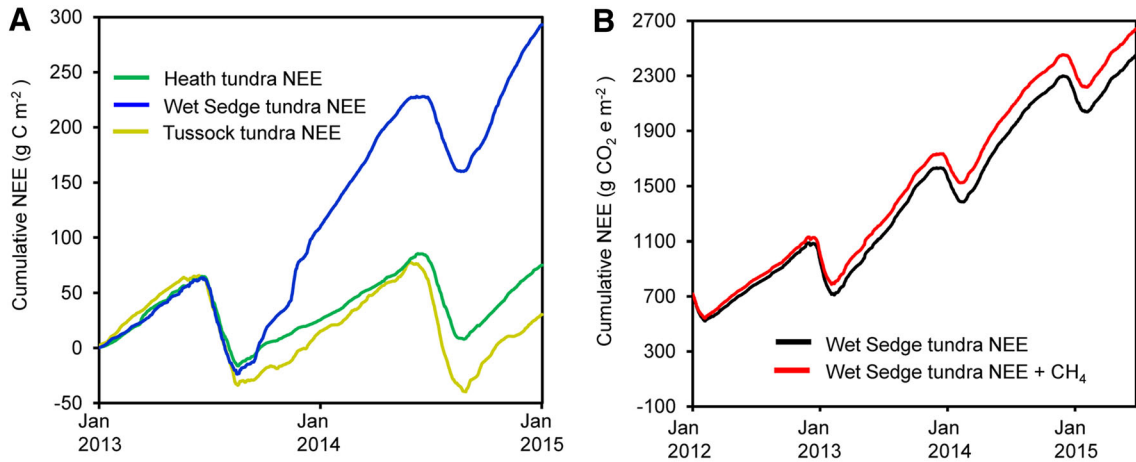 A
Cumulative NEE (g C m⁻²)
300
250
200
150
100
50
0
-50
Heath tundra NEE
Wet Sedge tundra NEE
Tussock tundra NEE
Jan
2013
Jan
2014
Jan
2015
B
Cumulative NEE (g CO₂ e m⁻²)
2700
2300
1900
1500
1100
700
300
-100
Wet Sedge tundra NEE
Wet Sedge tundra NEE + CH₄
Jan
2012
Jan
2013
Jan
2014
Jan
2015